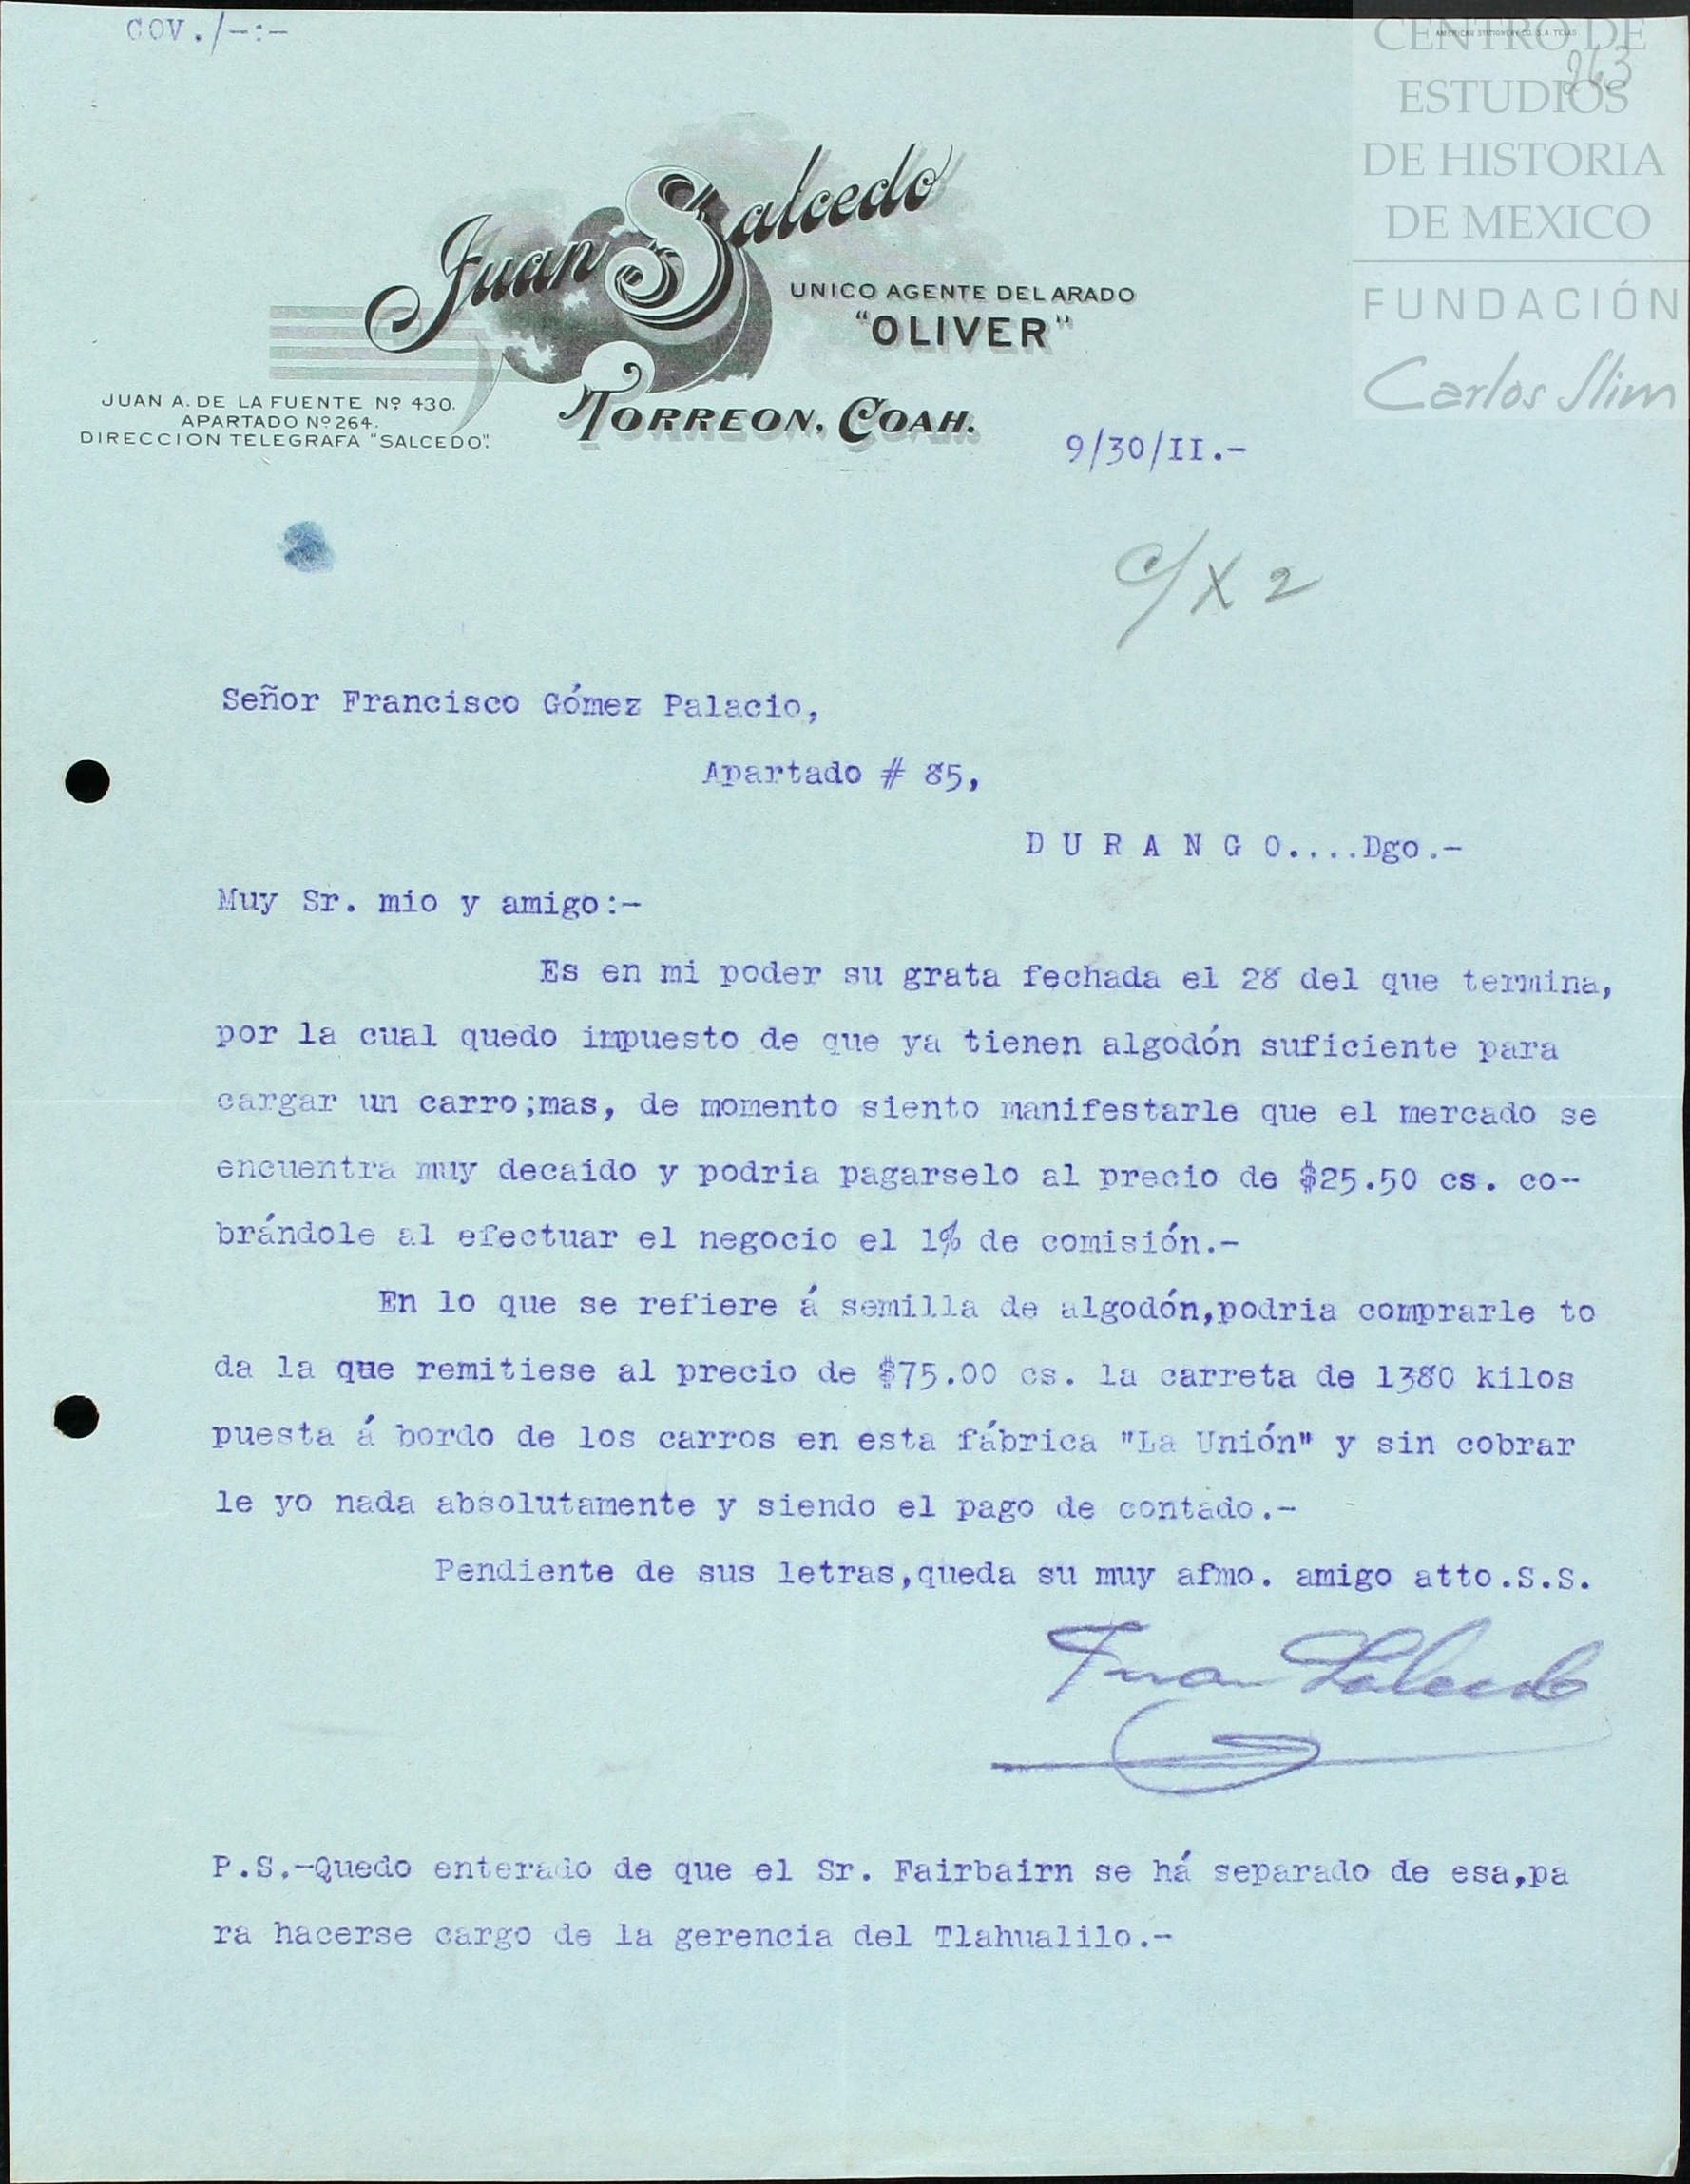 COV./-:-
AMERICAN STATIONERY CO. S.A. TEXAS
263
CENTRO DE
ESTUDIOS
DE HISTORIA
DE MEXICO
FUNDACIÓN
Carlos Slim
Juan Salcedo
UNICO AGENTE DEL ARADO
"OLIVER"
JUAN A. DE LA FUENTE Nº 430.
APARTADO Nº 264.
DIRECCION TELEGRAFA "SALCEDO".
TORREON, COAH.
9/30/II.-
C/X 2
Señor Francisco Gómez Palacio,
Apartado # 85,
D U R A N G O....Dgo.-
Muy Sr. mio y amigo:-
Es en mi poder su grata fechada el 28 del que termina,
por la cual quedo impuesto de que ya tienen algodón suficiente para
cargar un carro;mas, de momento siento manifestarle que el mercado se
encuentra muy decaido y podria pagarselo al precio de $25.50 cs. co--
brándole al efectuar el negocio el 1% de comisión.-
En lo que se refiere á semilla de algodón,podria comprarle to
da la que remitiese al precio de $75.00 cs. la carreta de 1380 kilos
puesta á bordo de los carros en esta fábrica "La Unión" y sin cobrar
le yo nada absolutamente y siendo el pago de contado.-
Pendiente de sus letras,queda su muy afmo. amigo atto.S.S.
Juan Salcedo
P.S.-Quedo enterado de que el Sr. Fairbairn se há separado de esa,pa
ra hacerse cargo de la gerencia del Tlahualilo.-